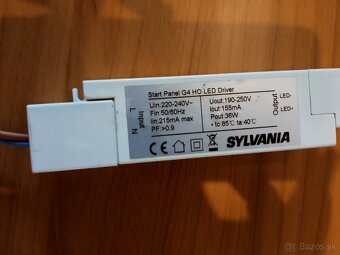 Start Panel G4 HO LED Driver
Input
L
N
Uin: 220-240V~
Fin: 50/60Hz
Iin: 215mA max
PF: >0.9
Uout: 190-250V
Iout: 155mA
Pout: 36W
• tc: 85°C ta: 40°C
Output
LED-
LED+
SYLVANIA
Bazos.sk